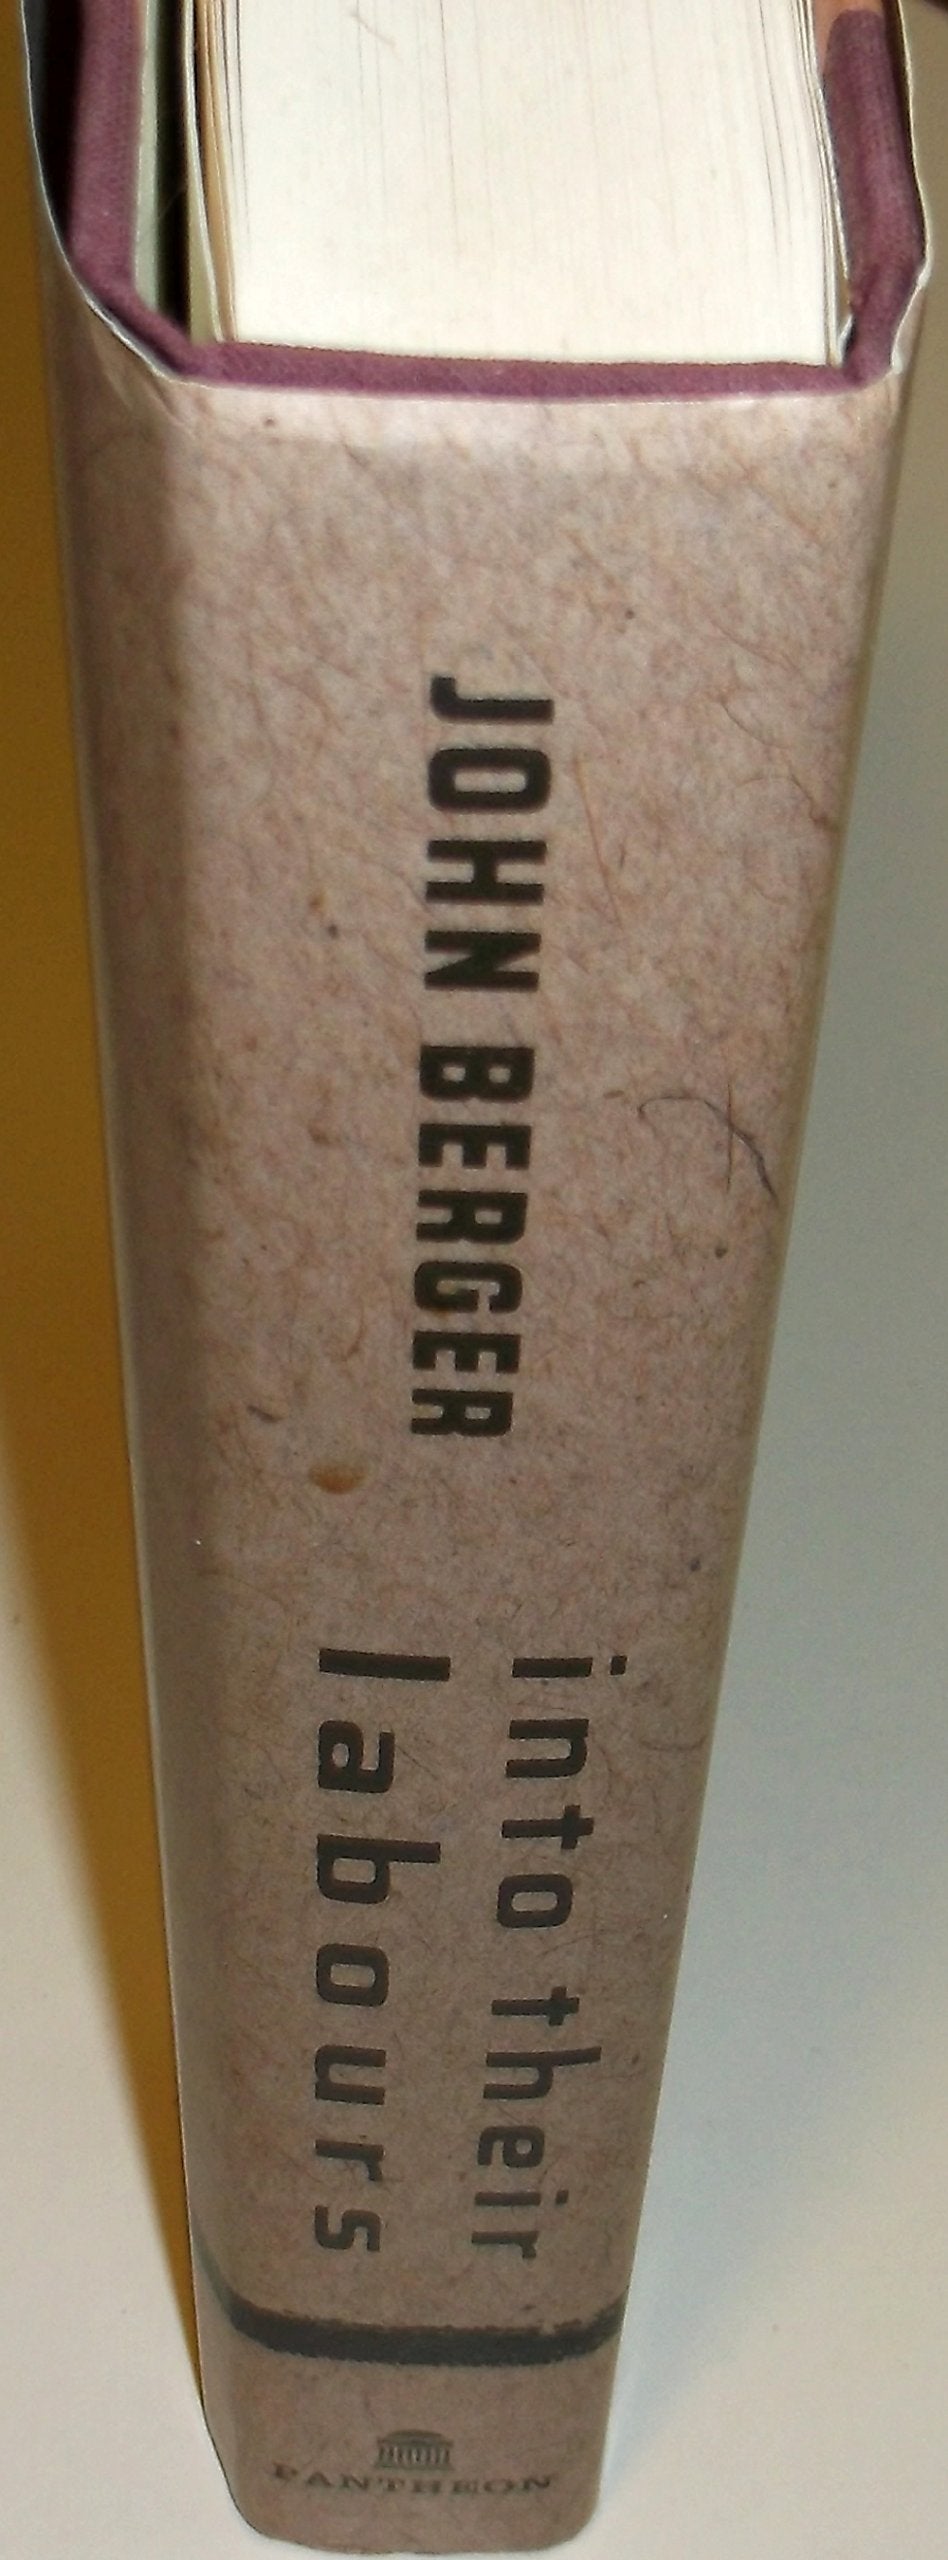 JOHN BERGER
into their
labours
PANTHEON